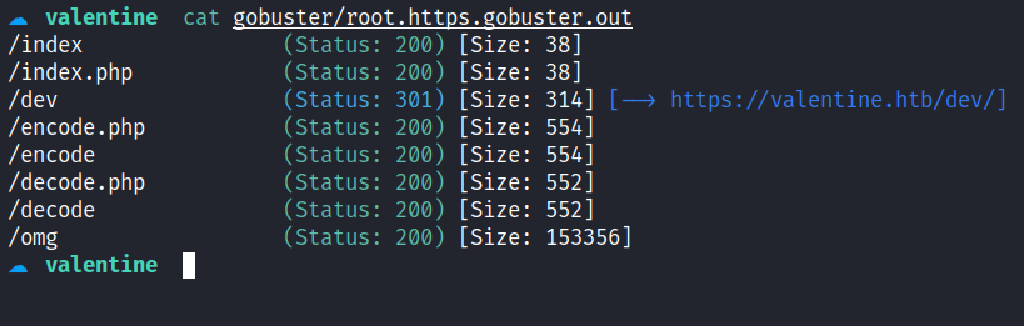 valentine cat gobuster/root.https.gobuster.out
/index (Status: 200) [Size: 38]
/index.php (Status: 200) [Size: 38]
/dev (Status: 301) [Size: 314] [--> https://valentine.htb/dev/]
/encode.php (Status: 200) [Size: 554]
/encode (Status: 200) [Size: 554]
/decode.php (Status: 200) [Size: 552]
/decode (Status: 200) [Size: 552]
/omg (Status: 200) [Size: 153356]
valentine